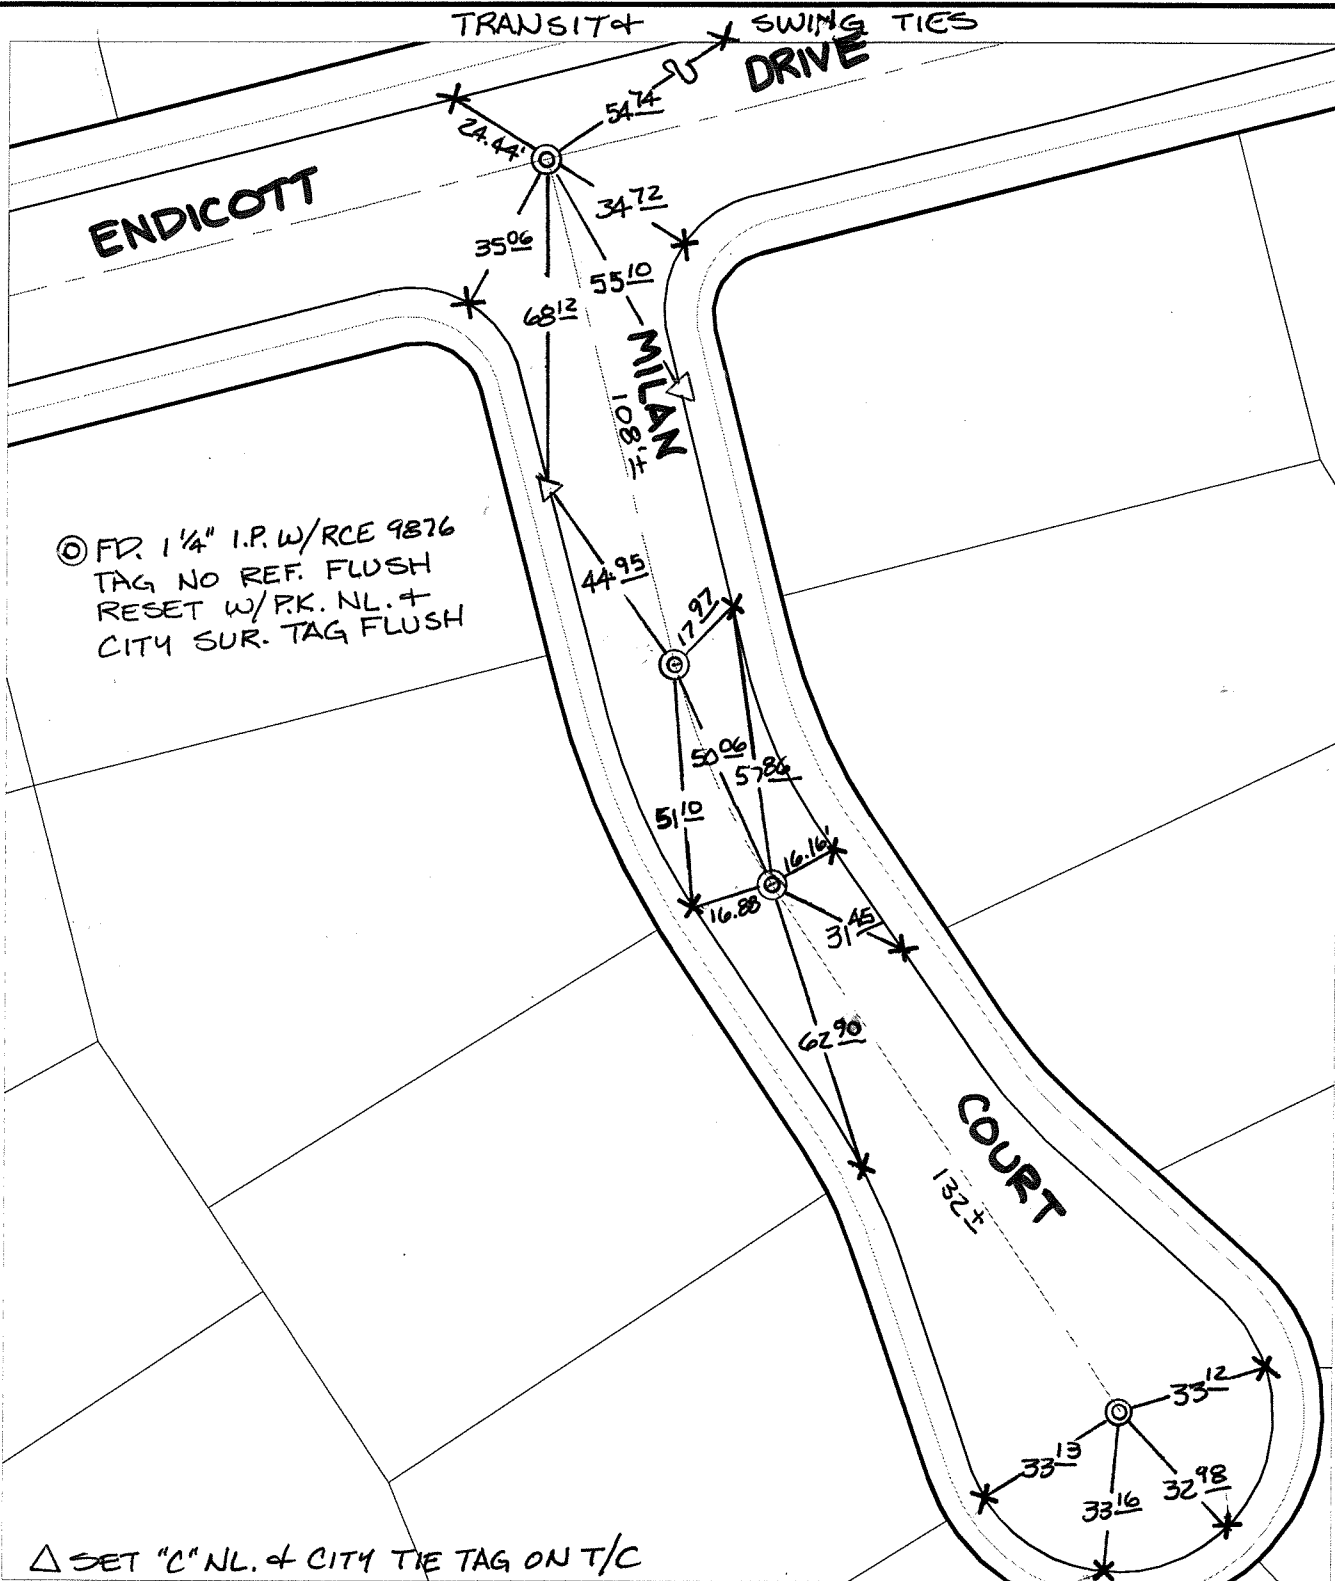 TRANSIT & SWING TIES
DRIVE
54 74
24.44'
ENDICOTT
34 72
35 06
55 10
68 12
MILAN
108'±
◎ FD. 1 1/4" I.P. W/RCE 9876
TAG NO REF. FLUSH
RESET W/P.K. NL. &
CITY SUR. TAG FLUSH
44 95
17 97
50 06
57 86
51 10
16.16'
16.88
31 45
62 90
COURT
132±
33 12
33 13
32 98
33 16
△ SET "C" NL. & CITY TIE TAG ON T/C